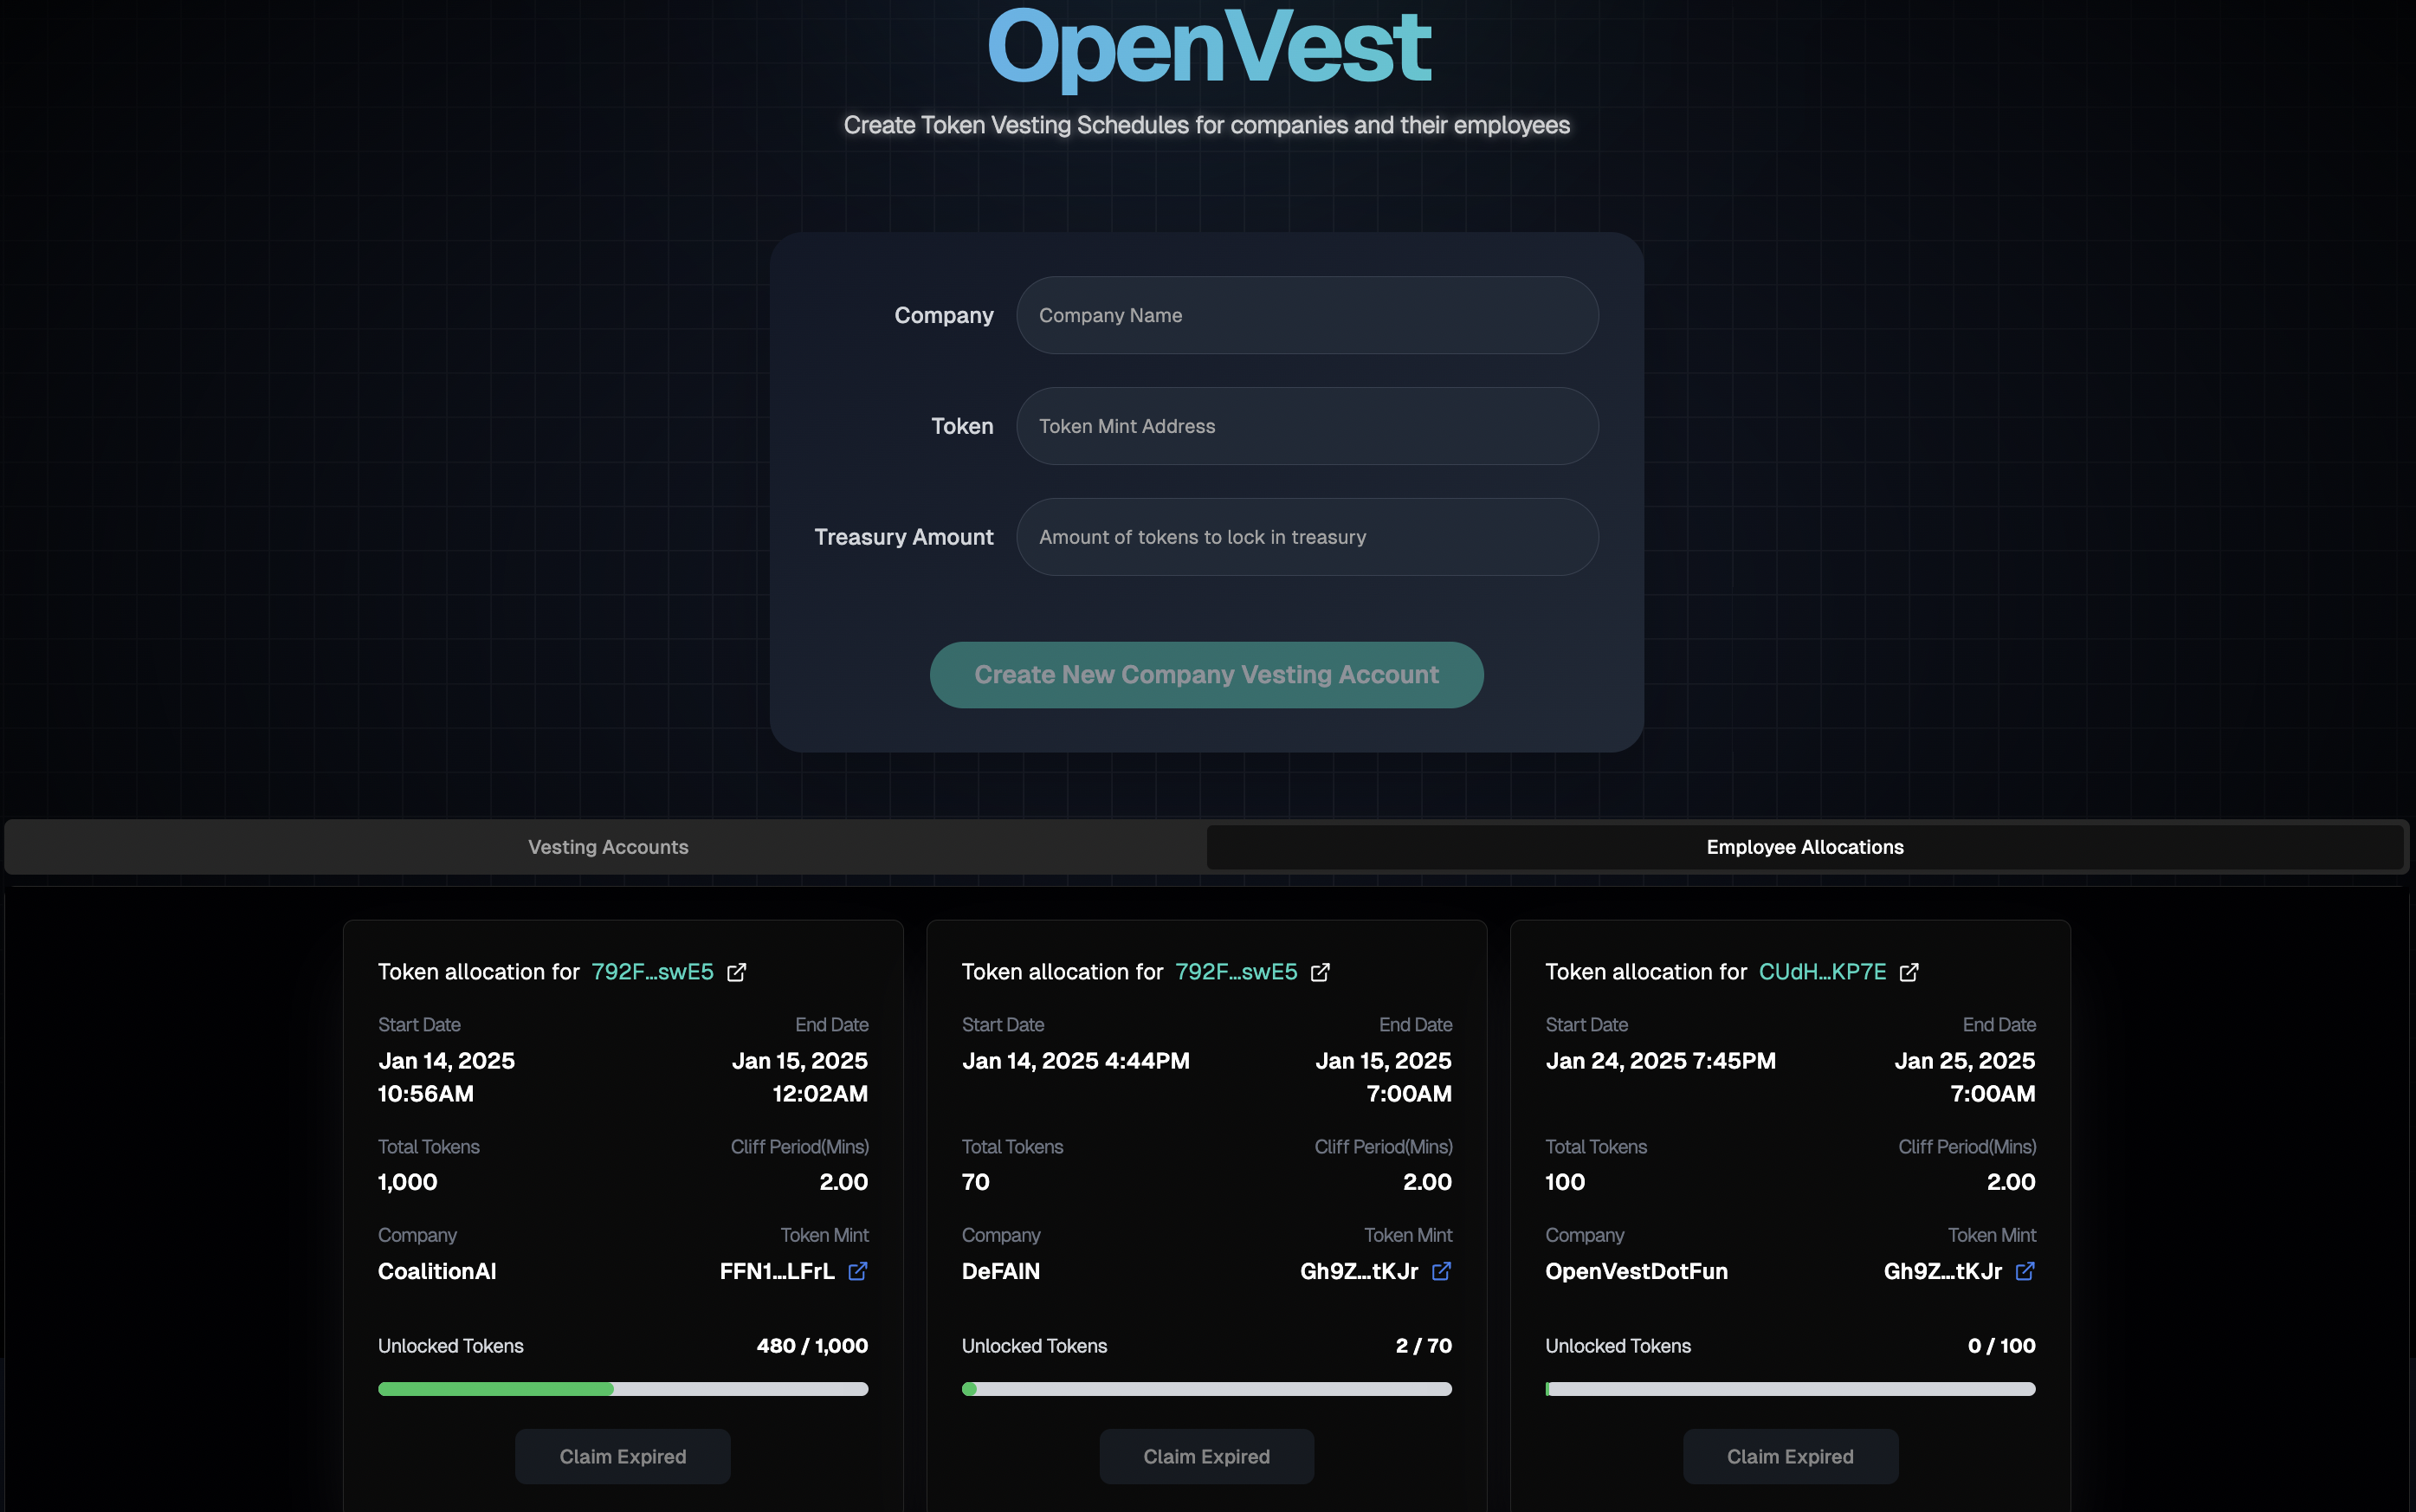 OpenVest
Create Token Vesting Schedules for companies and their employees
Company
Company Name
Token
Token Mint Address
Treasury Amount
Amount of tokens to lock in treasury
Create New Company Vesting Account
Vesting Accounts
Employee Allocations
Token allocation for 792F...swE5
Start Date
End Date
Jan 14, 2025
10:56AM
Jan 15, 2025
12:02AM
Total Tokens
Cliff Period(Mins)
1,000
2.00
Company
Token Mint
CoalitionAI
FFN1...LFrL
Unlocked Tokens
480 / 1,000
Claim Expired
Token allocation for 792F...swE5
Start Date
End Date
Jan 14, 2025 4:44PM
Jan 15, 2025
7:00AM
Total Tokens
Cliff Period(Mins)
70
2.00
Company
Token Mint
DeFAIN
Gh9Z...tKJr
Unlocked Tokens
2 / 70
Claim Expired
Token allocation for CUdH...KP7E
Start Date
End Date
Jan 24, 2025 7:45PM
Jan 25, 2025
7:00AM
Total Tokens
Cliff Period(Mins)
100
2.00
Company
Token Mint
OpenVestDotFun
Gh9Z...tKJr
Unlocked Tokens
0 / 100
Claim Expired